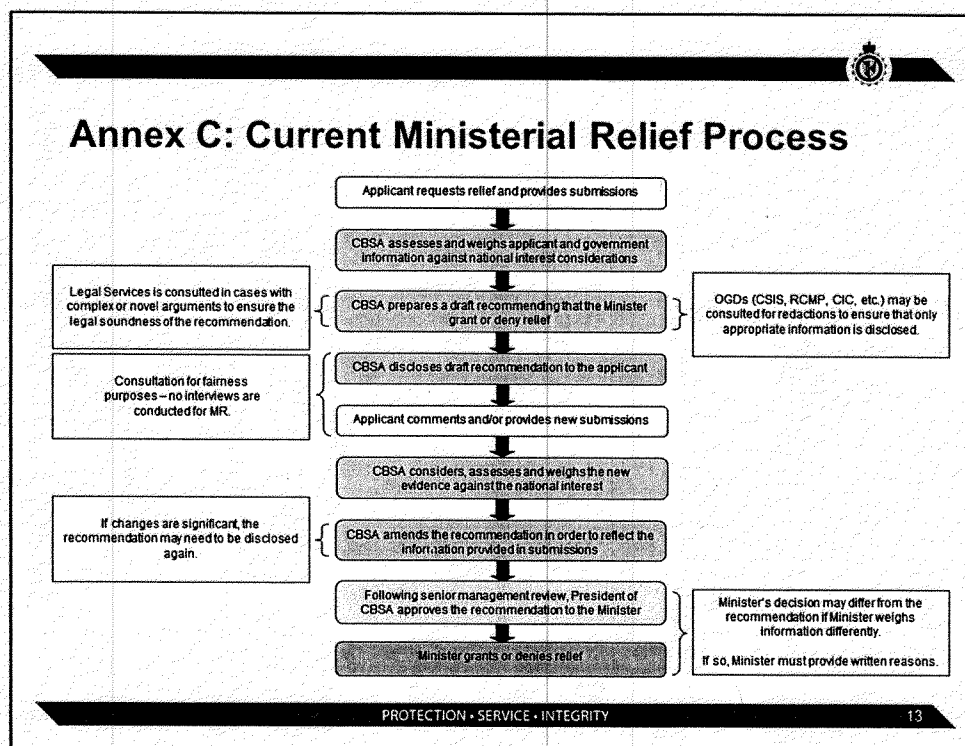 Annex C: Current Ministerial Relief Process
Applicant requests relief and provides submissions
CBSA assesses and weighs applicant and government
information against national interest considerations
Legal Services is consulted in cases with
complex or novel arguments to ensure the
legal soundness of the recommendation.
CBSA prepares a draft recommending that the Minister
grant or deny relief
OGDs (CSIS, RCMP, CIC, etc.) may be
consulted for redactions to ensure that only
appropriate information is disclosed.
CBSA discloses draft recommendation to the applicant
Consultation for fairness
purposes – no interviews are
conducted for MR.
Applicant comments and/or provides new submissions
CBSA considers, assesses and weighs the new
evidence against the national interest
If changes are significant, the
recommendation may need to be disclosed
again.
CBSA amends the recommendation in order to reflect the
information provided in submissions
Following senior management review, President of
CBSA approves the recommendation to the Minister
Minister's decision may differ from the
recommendation if Minister weighs
information differently.
If so, Minister must provide written reasons.
Minister grants or denies relief
PROTECTION • SERVICE • INTEGRITY
13